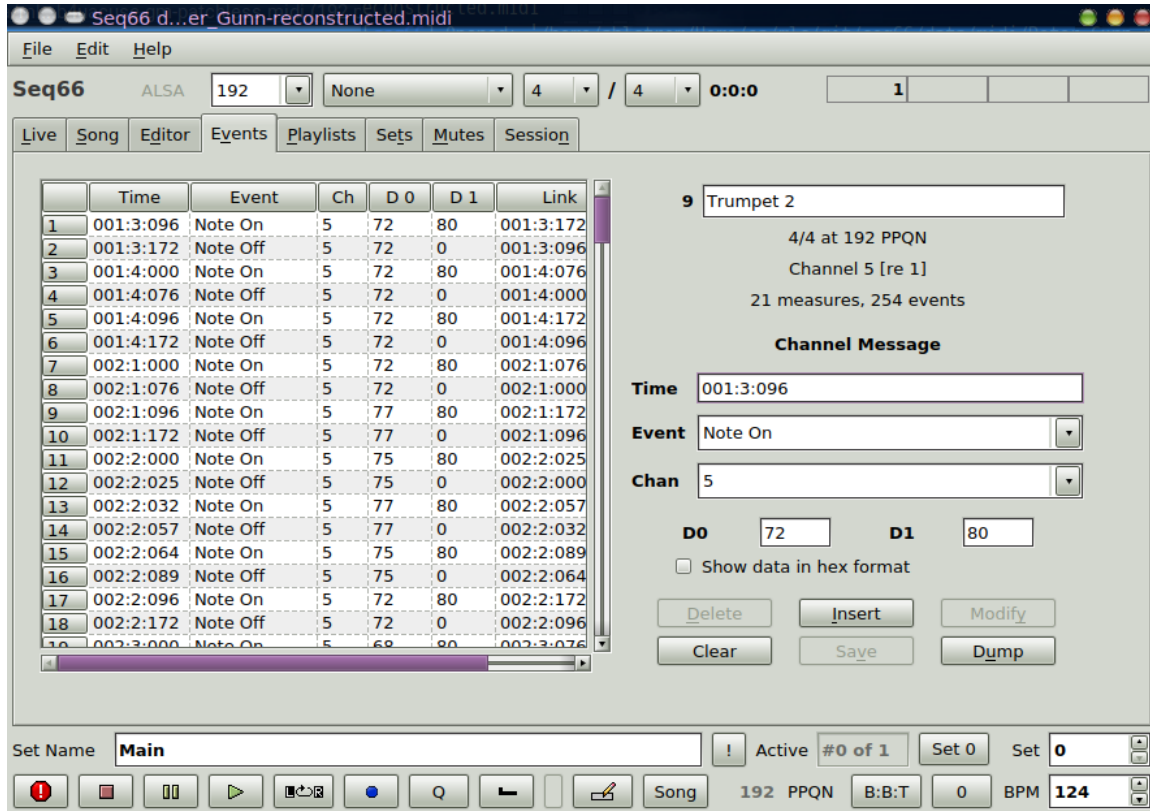 Seq66 d...er_Gunn-reconstructed.midi
File Edit Help
Seq66 ALSA 192 None 4 / 4 0:0:0 1
Live Song Editor Events Playlists Sets Mutes Session
Time Event Ch D 0 D 1 Link
1 001:3:096 Note On 5 72 80 001:3:172
2 001:3:172 Note Off 5 72 0 001:3:096
3 001:4:000 Note On 5 72 80 001:4:076
4 001:4:076 Note Off 5 72 0 001:4:000
5 001:4:096 Note On 5 72 80 001:4:172
6 001:4:172 Note Off 5 72 0 001:4:096
7 002:1:000 Note On 5 72 80 002:1:076
8 002:1:076 Note Off 5 72 0 002:1:000
9 002:1:096 Note On 5 77 80 002:1:172
10 002:1:172 Note Off 5 77 0 002:1:096
11 002:2:000 Note On 5 75 80 002:2:025
12 002:2:025 Note Off 5 75 0 002:2:000
13 002:2:032 Note On 5 77 80 002:2:057
14 002:2:057 Note Off 5 77 0 002:2:032
15 002:2:064 Note On 5 75 80 002:2:089
16 002:2:089 Note Off 5 75 0 002:2:064
17 002:2:096 Note On 5 72 80 002:2:172
18 002:2:172 Note Off 5 72 0 002:2:096
19 002:3:000 Note On 5 68 80 002:3:076
9 Trumpet 2
4/4 at 192 PPQN
Channel 5 [re 1]
21 measures, 254 events
Channel Message
Time 001:3:096
Event Note On
Chan 5
D0 72 D1 80
Show data in hex format
Delete Insert Modify
Clear Save Dump
Set Name Main ! Active #0 of 1 Set 0 Set 0
Q Song 192 PPQN B:B:T 0 BPM 124